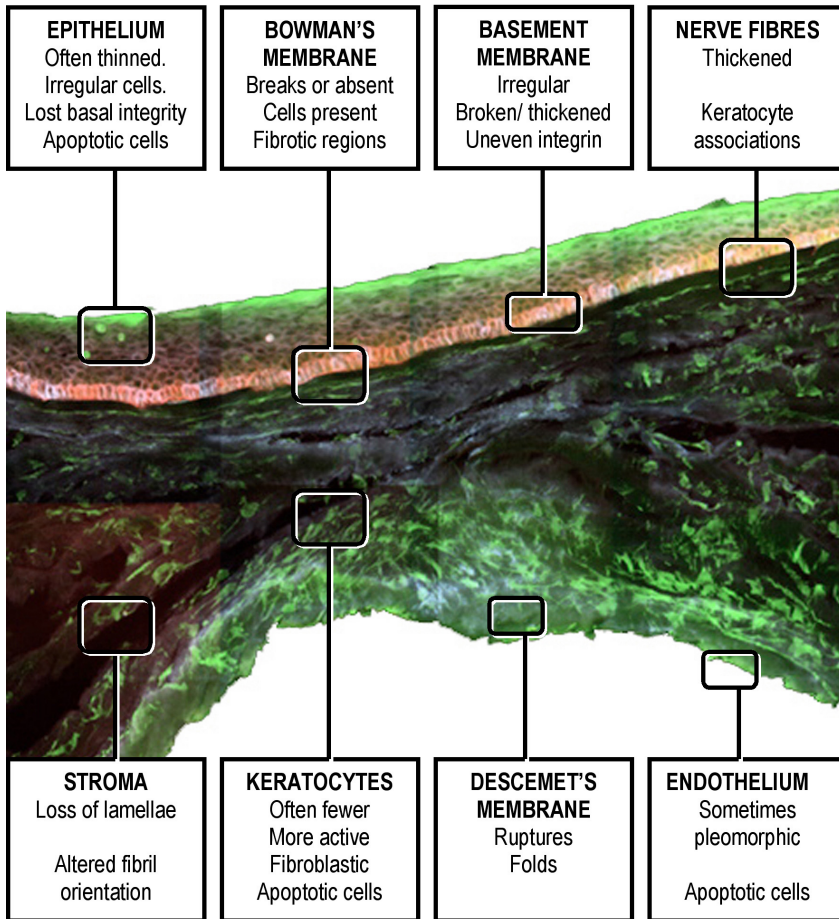 EPITHELIUM
Often thinned.
Irregular cells.
Lost basal integrity
Apoptotic cells
BOWMAN'S
MEMBRANE
Breaks or absent
Cells present
Fibrotic regions
BASEMENT
MEMBRANE
Irregular
Broken/ thickened
Uneven integrin
NERVE FIBRES
Thickened
Keratocyte
associations
STROMA
Loss of lamellae
Altered fibril
orientation
KERATOCYTES
Often fewer
More active
Fibroblastic
Apoptotic cells
DESCEMET'S
MEMBRANE
Ruptures
Folds
ENDOTHELIUM
Sometimes
pleomorphic
Apoptotic cells